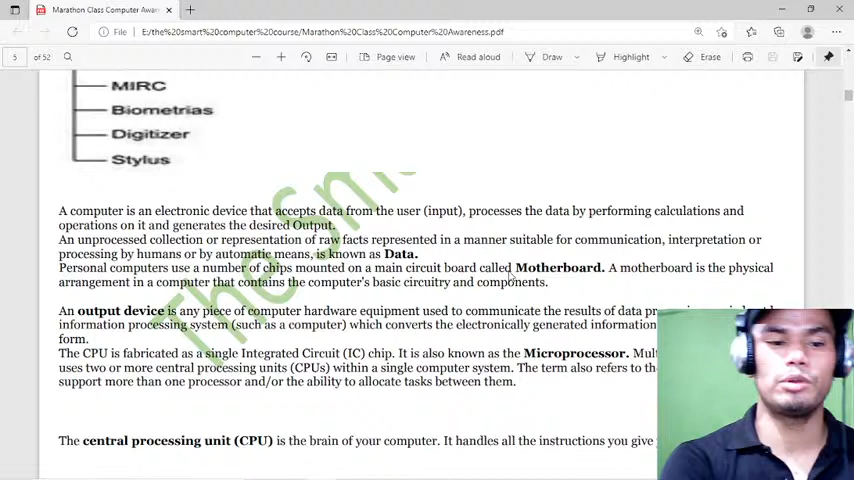 Marathon Class Computer Awar
File
E:/the%20smart%20computer%20course/Marathon%20Class%20Computer%20Awareness.pdf
5 of 52
Page view
Read aloud
Draw
Highlight
Erase
MIRC
Biometrias
Digitizer
Stylus
The Sm
A computer is an electronic device that accepts data from the user (input), processes the data by performing calculations and
operations on it and generates the desired Output.
An unprocessed collection or representation of raw facts represented in a manner suitable for communication, interpretation or
processing by humans or by automatic means, is known as Data.
Personal computers use a number of chips mounted on a main circuit board called Motherboard. A motherboard is the physical
arrangement in a computer that contains the computer's basic circuitry and components.
An output device is any piece of computer hardware equipment used to communicate the results of data
information processing system (such as a computer) which converts the electronically generated information
form.
The CPU is fabricated as a single Integrated Circuit (IC) chip. It is also known as the Microprocessor. Mult
uses two or more central processing units (CPUs) within a single computer system. The term also refers to the
support more than one processor and/or the ability to allocate tasks between them.
The central processing unit (CPU) is the brain of your computer. It handles all the instructions you give